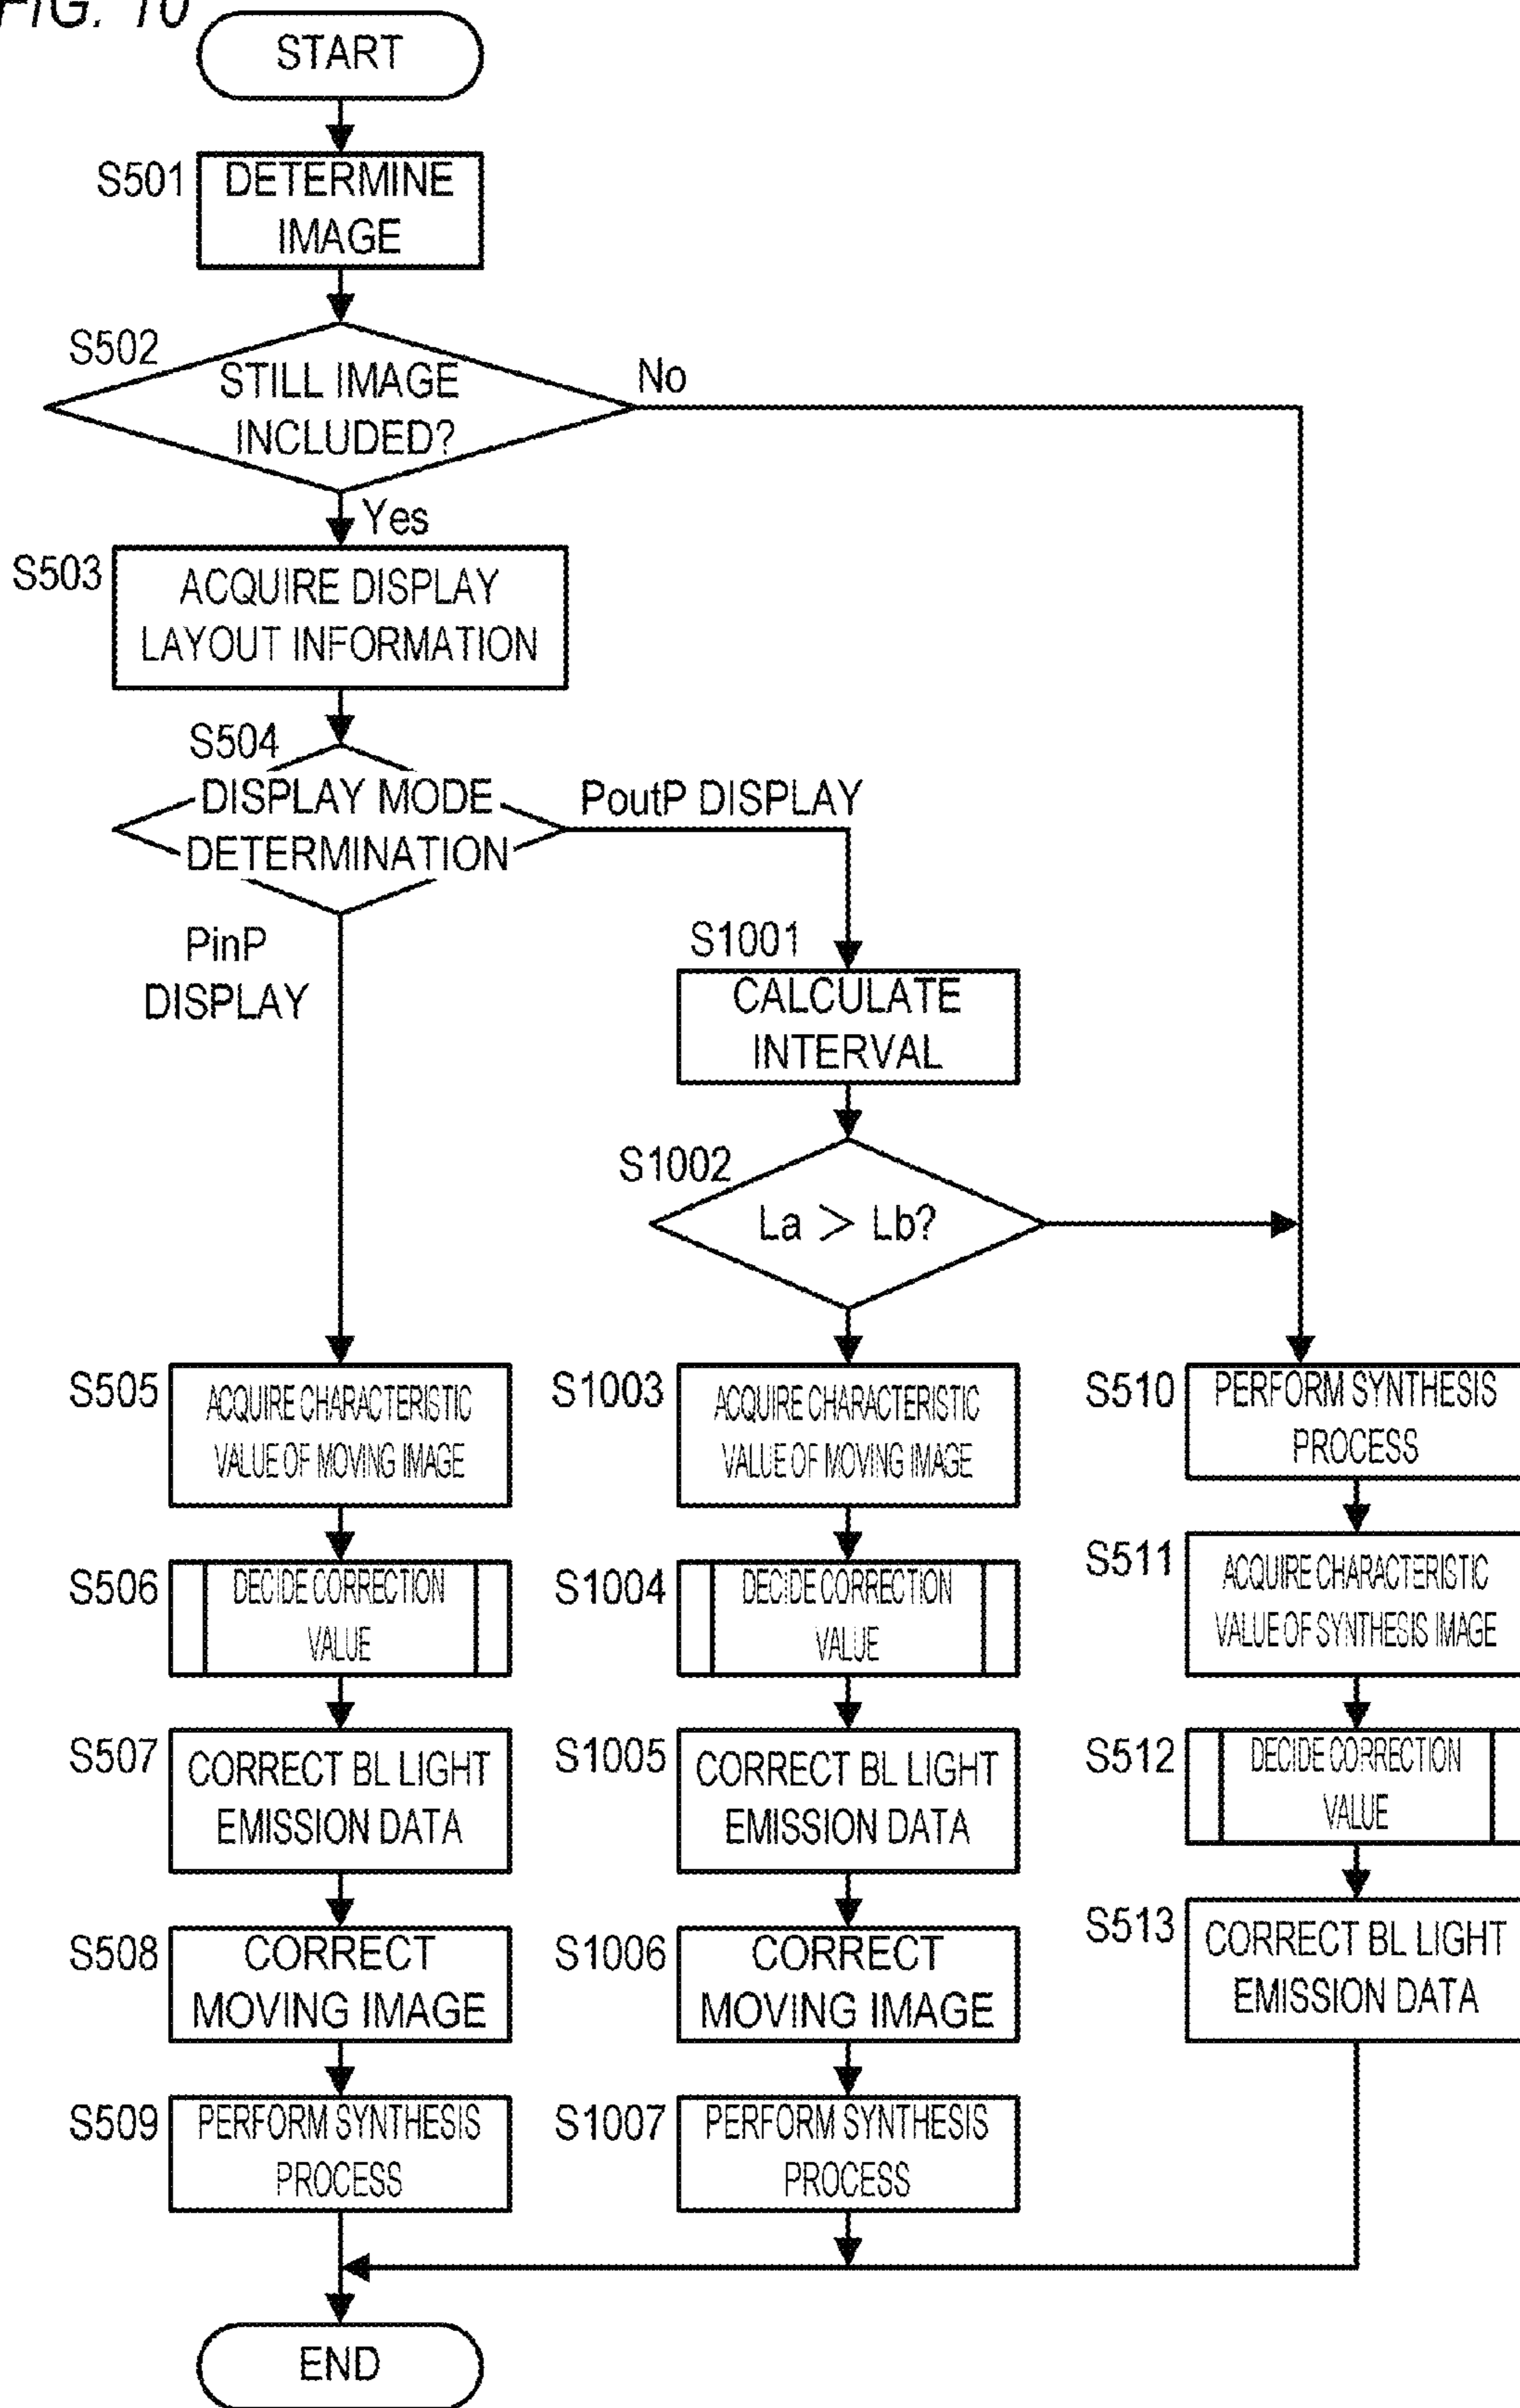 FIG. 10
START
S501
DETERMINE
IMAGE
S502
STILL IMAGE
INCLUDED?
No
Yes
S503
ACQUIRE DISPLAY
LAYOUT INFORMATION
S504
DISPLAY MODE
DETERMINATION
PoutP DISPLAY
PinP
DISPLAY
S1001
CALCULATE
INTERVAL
S1002
La > Lb?
S505
ACQUIRE CHARACTERISTIC
VALUE OF MOVING IMAGE
S506
DECIDE CORRECTION
VALUE
S507
CORRECT BL LIGHT
EMISSION DATA
S508
CORRECT
MOVING IMAGE
S509
PERFORM SYNTHESIS
PROCESS
S1003
ACQUIRE CHARACTERISTIC
VALUE OF MOVING IMAGE
S1004
DECIDE CORRECTION
VALUE
S1005
CORRECT BL LIGHT
EMISSION DATA
S1006
CORRECT
MOVING IMAGE
S1007
PERFORM SYNTHESIS
PROCESS
S510
PERFORM SYNTHESIS
PROCESS
S511
ACQUIRE CHARACTERISTIC
VALUE OF SYNTHESIS IMAGE
S512
DECIDE CORRECTION
VALUE
S513
CORRECT BL LIGHT
EMISSION DATA
END